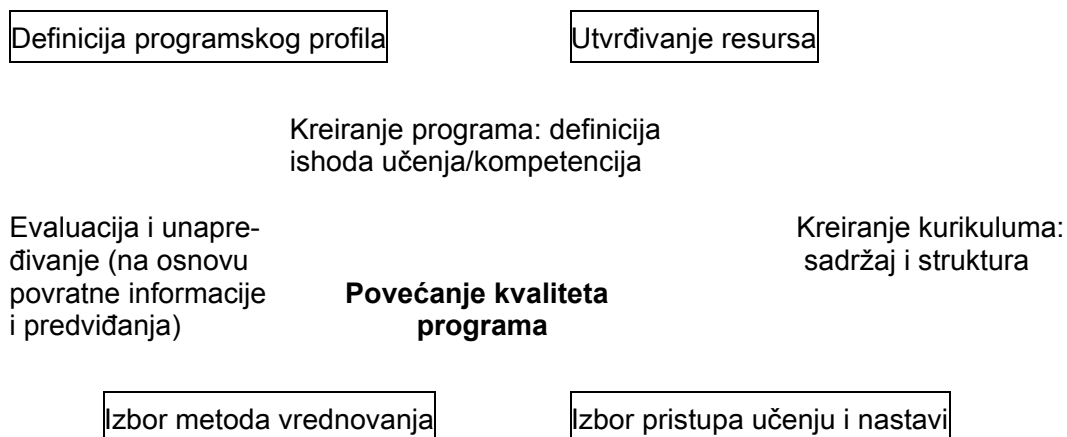 Definicija programskog profila
Utvrđivanje resursa
Kreiranje programa: definicija
ishoda učenja/kompetencija
Evaluacija i unapre-
đivanje (na osnovu
povratne informacije
i predviđanja)
Povećanje kvaliteta
programa
Kreiranje kurikuluma:
sadržaj i struktura
Izbor metoda vrednovanja
Izbor pristupa učenju i nastavi